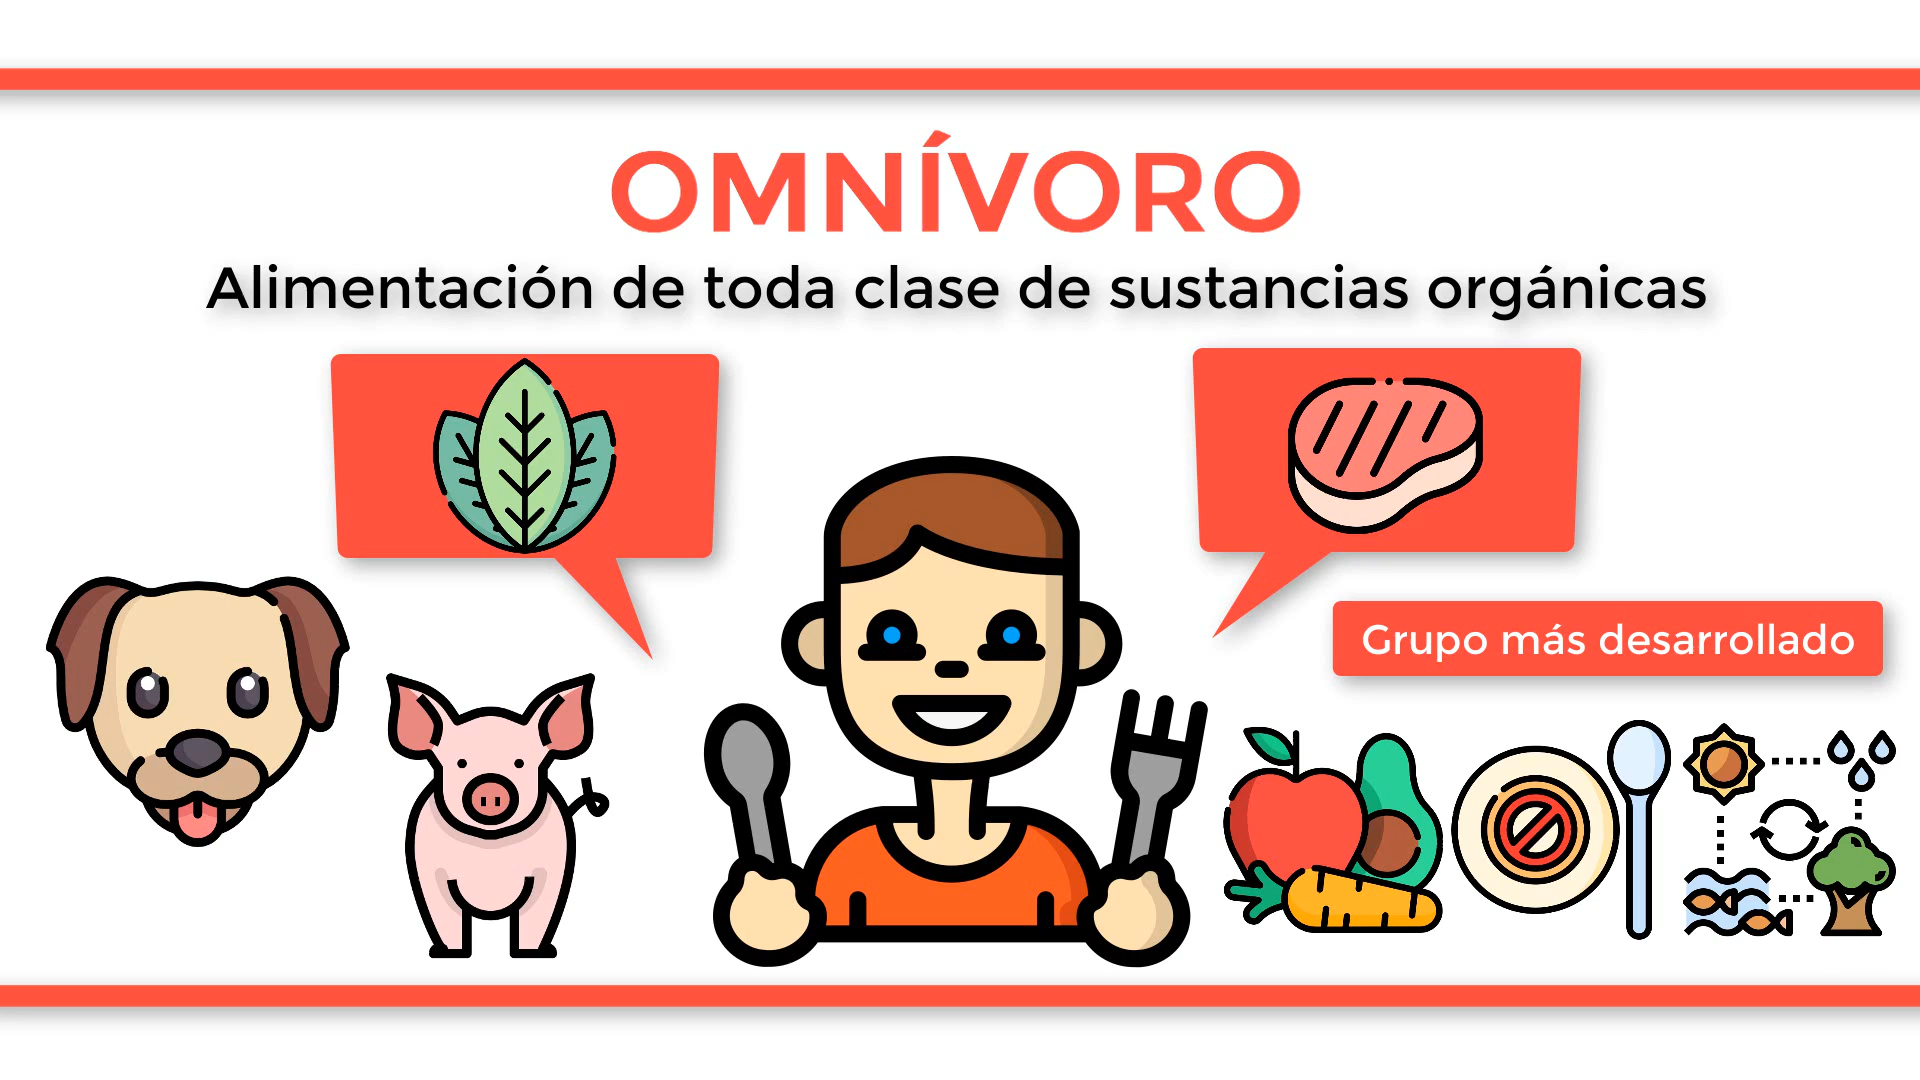 OMNÍVORO
Alimentación de toda clase de sustancias orgánicas
Grupo más desarrollado